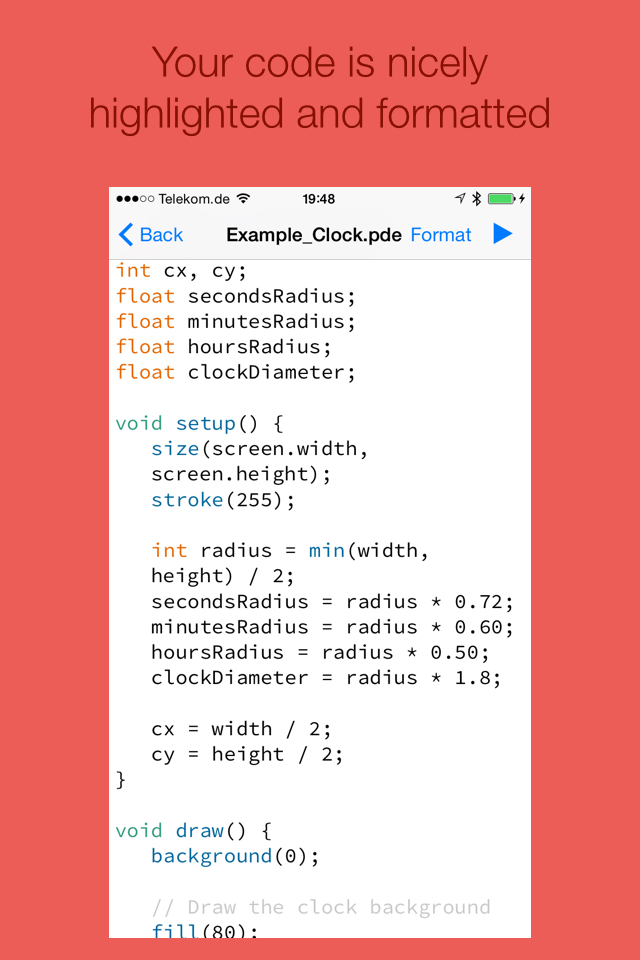 Your code is nicely
highlighted and formatted
Telekom.de 19:48
Back Example_Clock.pde Format
int cx, cy;
float secondsRadius;
float minutesRadius;
float hoursRadius;
float clockDiameter;
void setup() {
size(screen.width,
screen.height);
stroke(255);
int radius = min(width,
height) / 2;
secondsRadius = radius * 0.72;
minutesRadius = radius * 0.60;
hoursRadius = radius * 0.50;
clockDiameter = radius * 1.8;
cx = width / 2;
cy = height / 2;
}
void draw() {
background(0);
// Draw the clock background
fill(80);